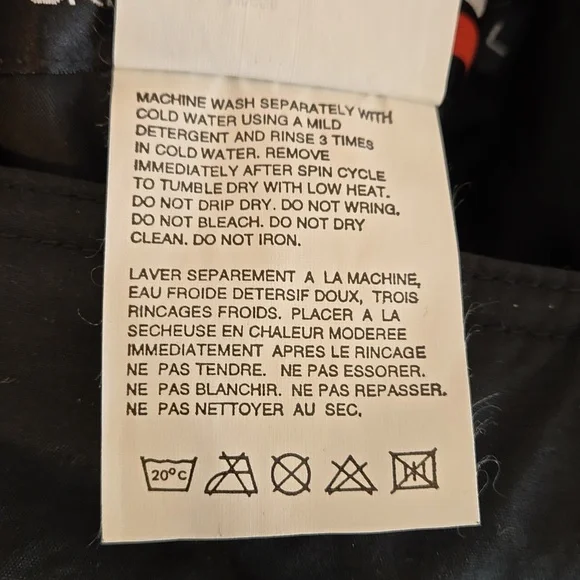 MACHINE WASH SEPARATELY WITH
COLD WATER USING A MILD
DETERGENT AND RINSE 3 TIMES
IN COLD WATER. REMOVE
IMMEDIATELY AFTER SPIN CYCLE
TO TUMBLE DRY WITH LOW HEAT.
DO NOT DRIP DRY. DO NOT WRING.
DO NOT BLEACH. DO NOT DRY
CLEAN. DO NOT IRON.
LAVER SEPAREMENT A LA MACHINE,
EAU FROIDE DETERSIF DOUX, TROIS
RINCAGES FROIDS. PLACER A LA
SECHEUSE EN CHALEUR MODEREE
IMMEDIATEMENT APRES LE RINCAGE
NE PAS TENDRE. NE PAS ESSORER.
NE PAS BLANCHIR. NE PAS REPASSER.
NE PAS NETTOYER AU SEC.
20°C